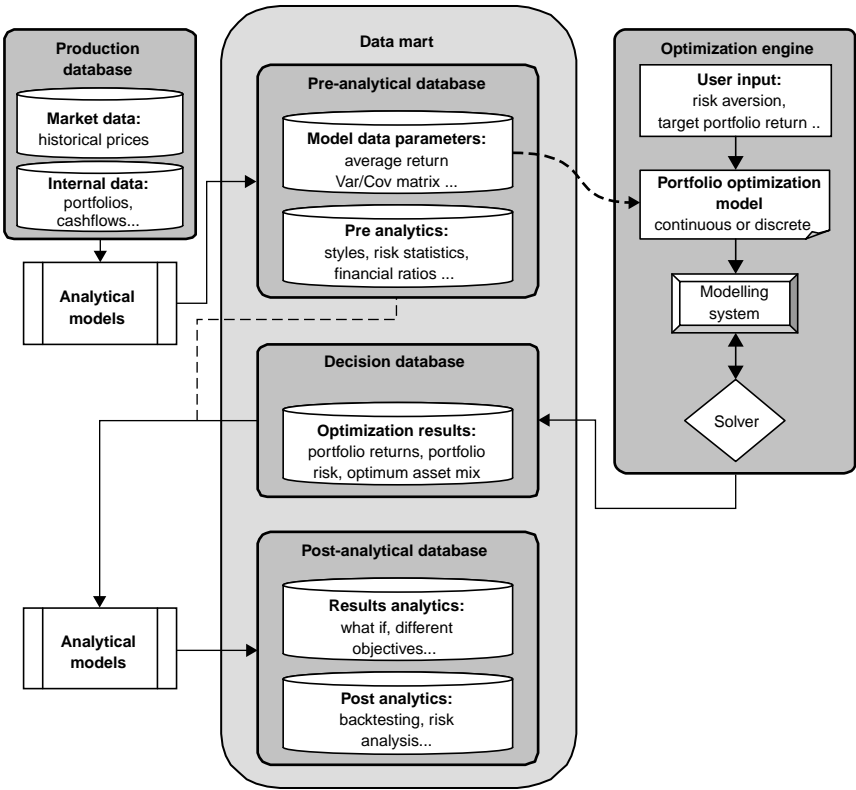 Production
database
Market data:
historical prices
Internal data:
portfolios,
cashflows...
Analytical
models
Data mart
Pre-analytical database
Model data parameters:
average return
Var/Cov matrix ...
Pre analytics:
styles, risk statistics,
financial ratios ...
Decision database
Optimization results:
portfolio returns, portfolio
risk, optimum asset mix
Post-analytical database
Results analytics:
what if, different
objectives...
Post analytics:
backtesting, risk
analysis...
Analytical
models
Optimization engine
User input:
risk aversion,
target portfolio return ..
Portfolio optimization
model
continuous or discrete
Modelling
system
Solver